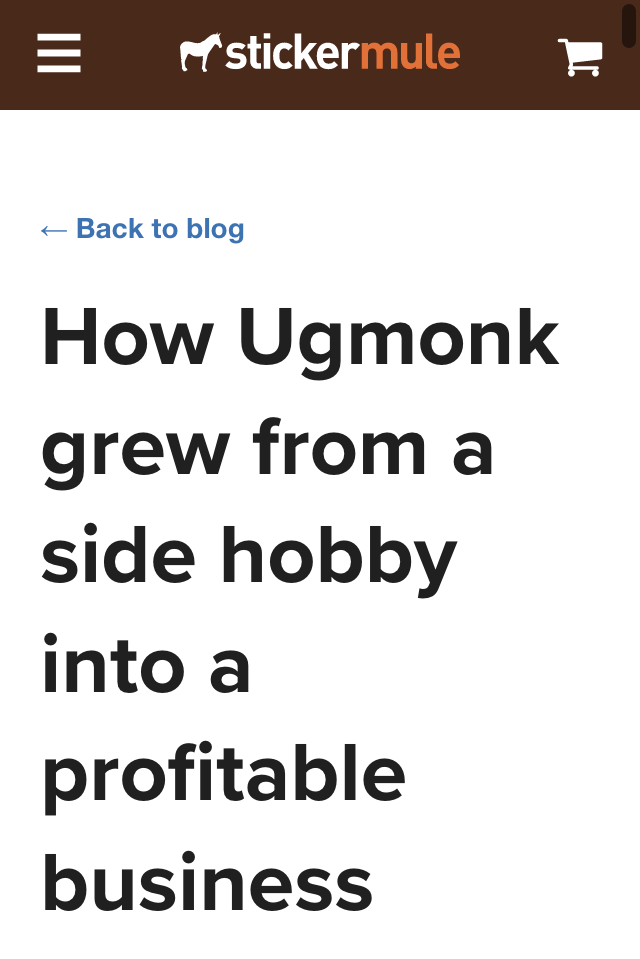 stickermule
← Back to blog
How Ugmonk
grew from a
side hobby
into a
profitable
business